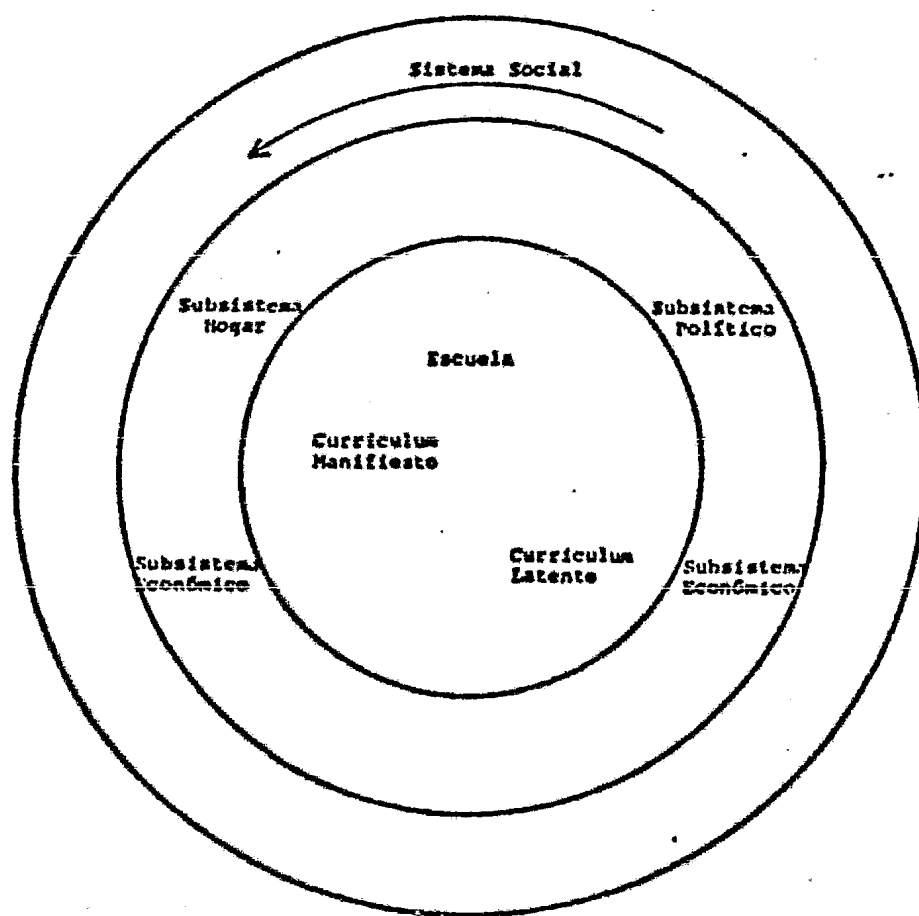 Sistema Social
Subsistema
Hogar
Subsistema
Político
Escuela
Curriculum
Manifiesto
Curriculum
Latente
Subsistema
Económico
Subsistema
Económico